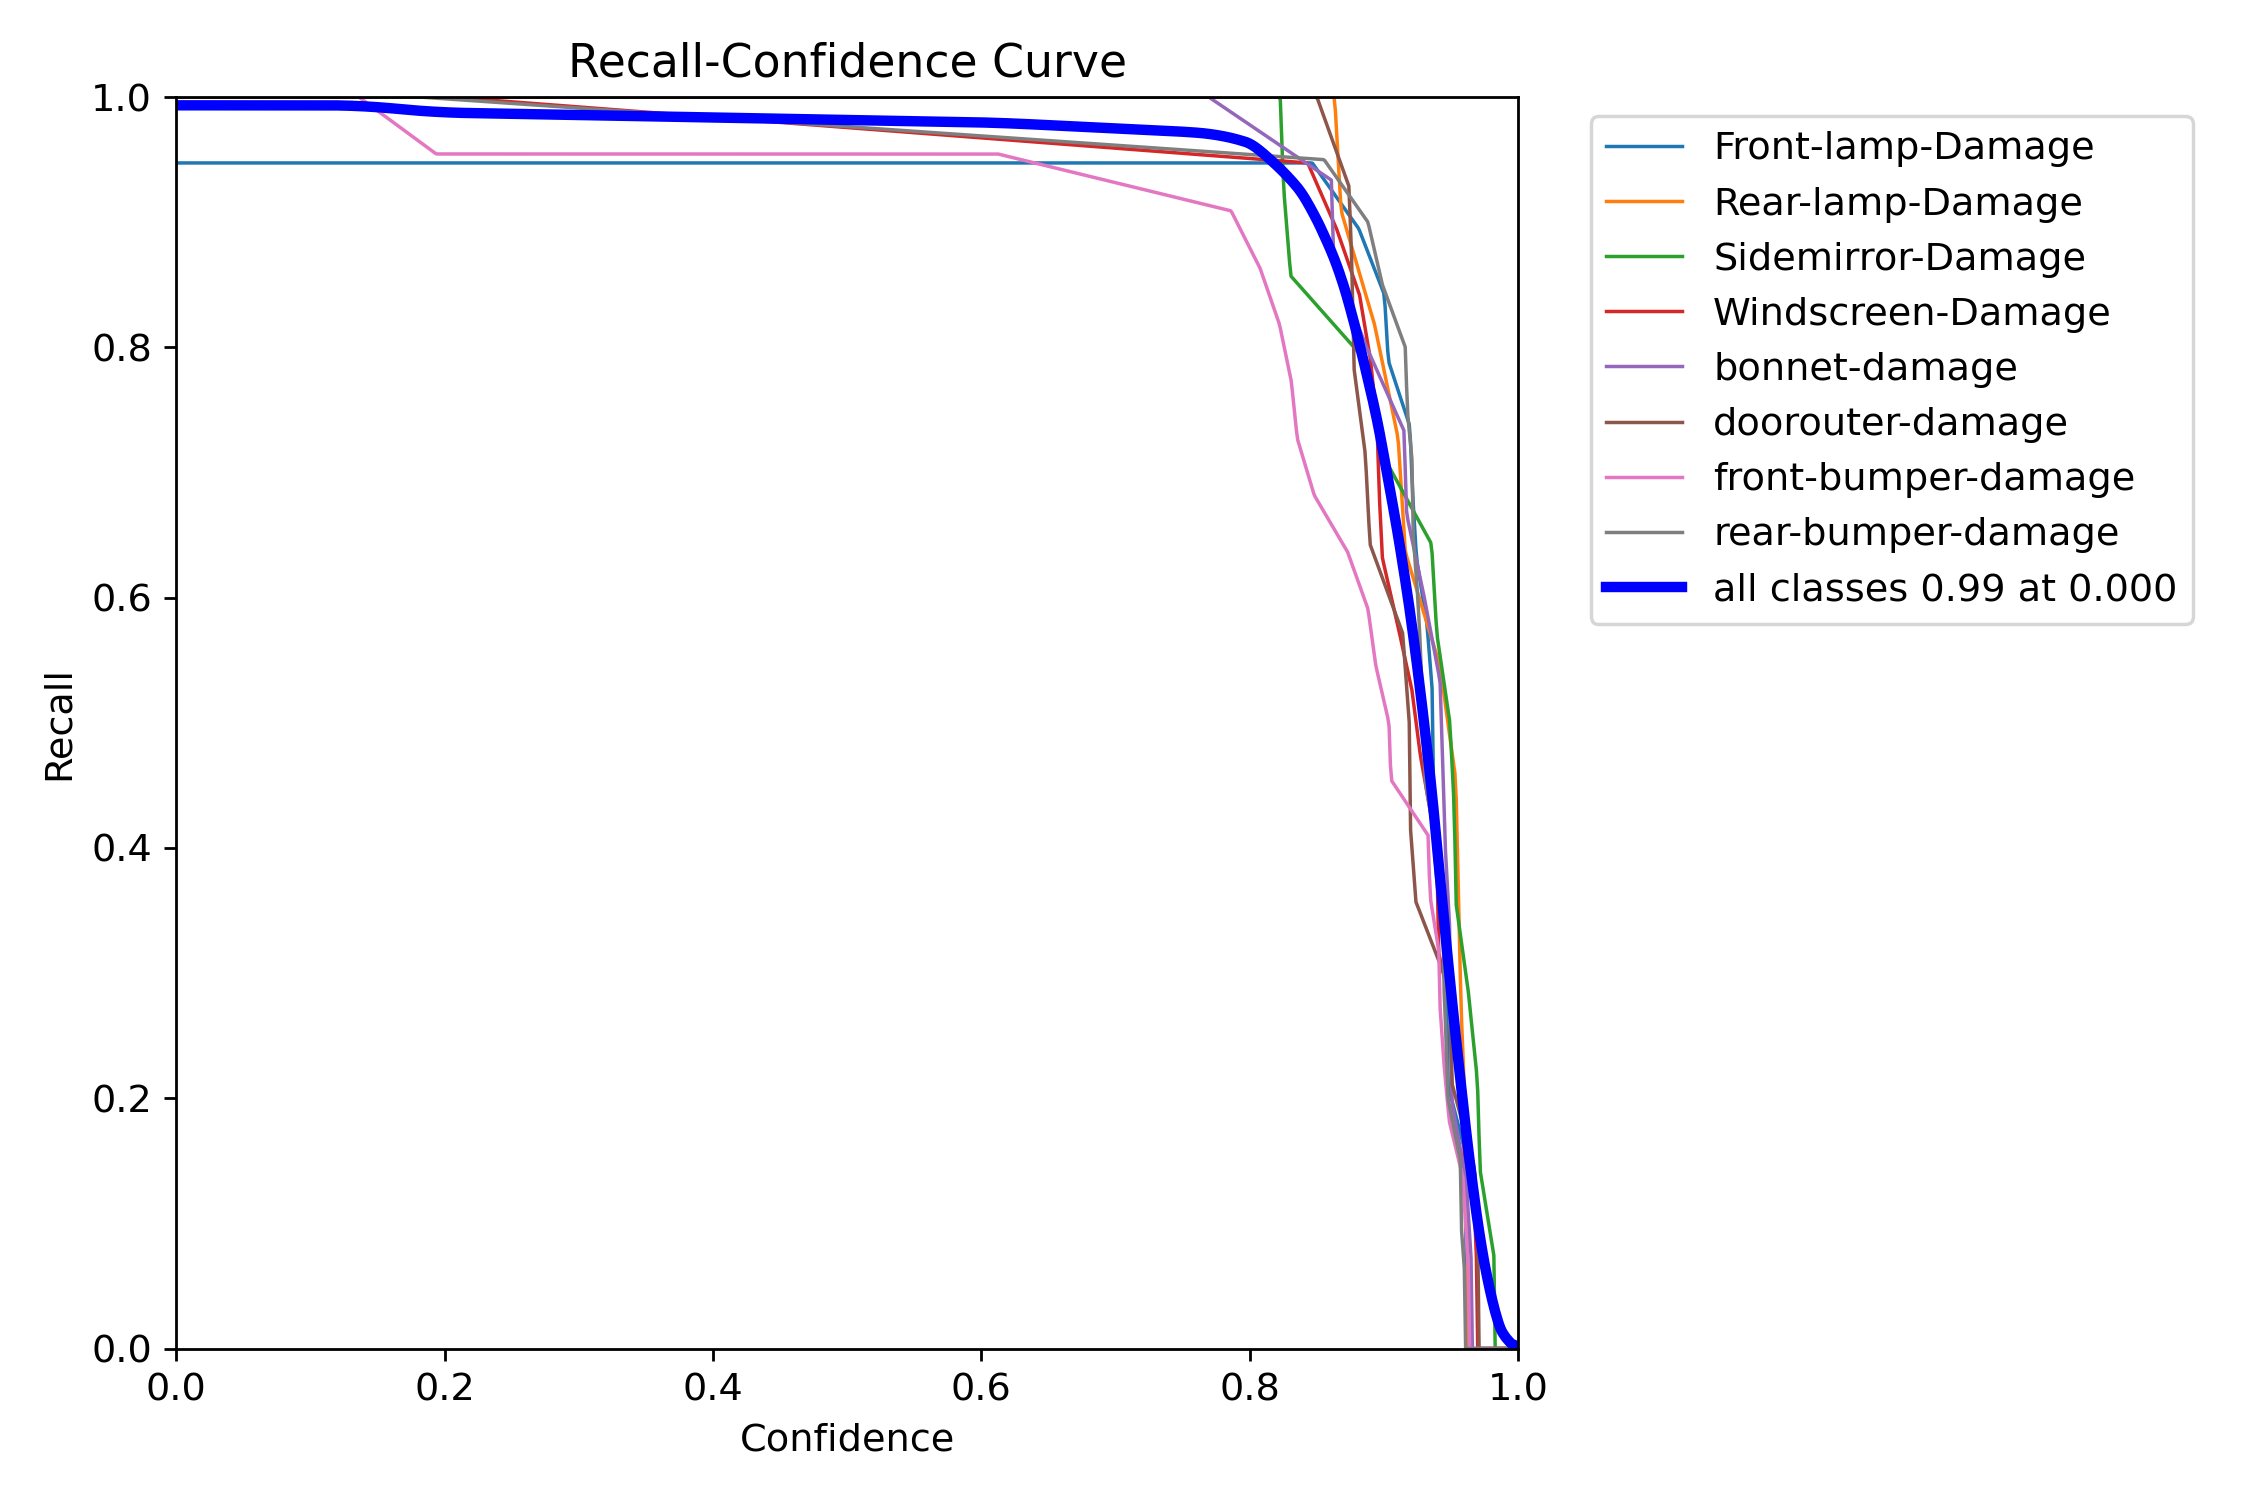 Recall-Confidence Curve
1.0
0.8
0.6
0.4
0.2
0.0
Recall
0.0 0.2 0.4 0.6 0.8 1.0
Confidence
Front-lamp-Damage
Rear-lamp-Damage
Sidemirror-Damage
Windscreen-Damage
bonnet-damage
doorouter-damage
front-bumper-damage
rear-bumper-damage
all classes 0.99 at 0.000